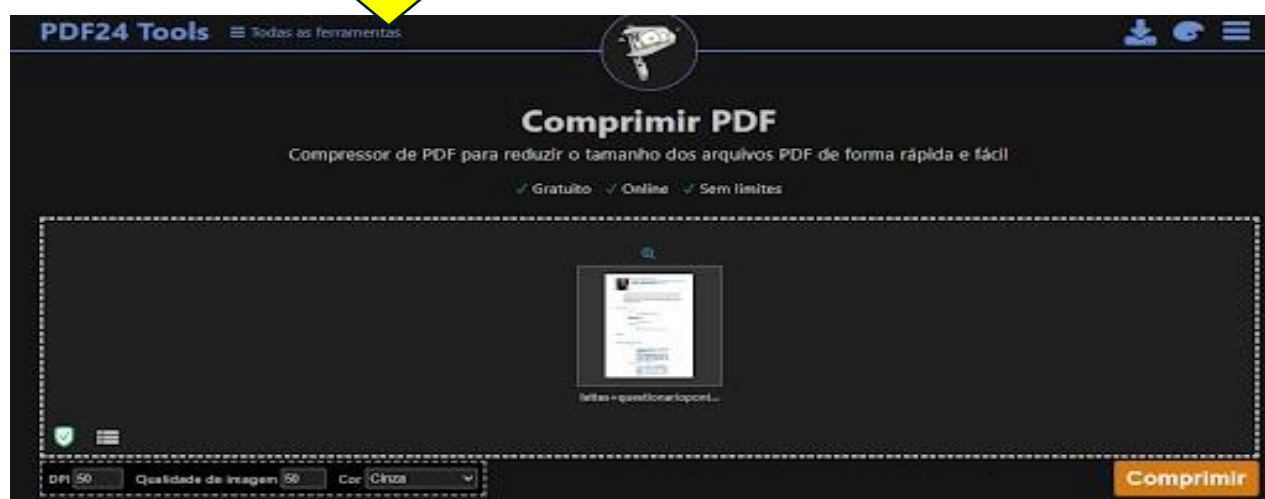 PDF24 Tools Todas as ferramentas
Comprimir PDF
Compressor de PDF para reduzir o tamanho dos arquivos PDF de forma rápida e fácil
Gratuito Online Sem limites
DPI 50 Qualidade de imagem 50 Cor Cinza
Comprimir